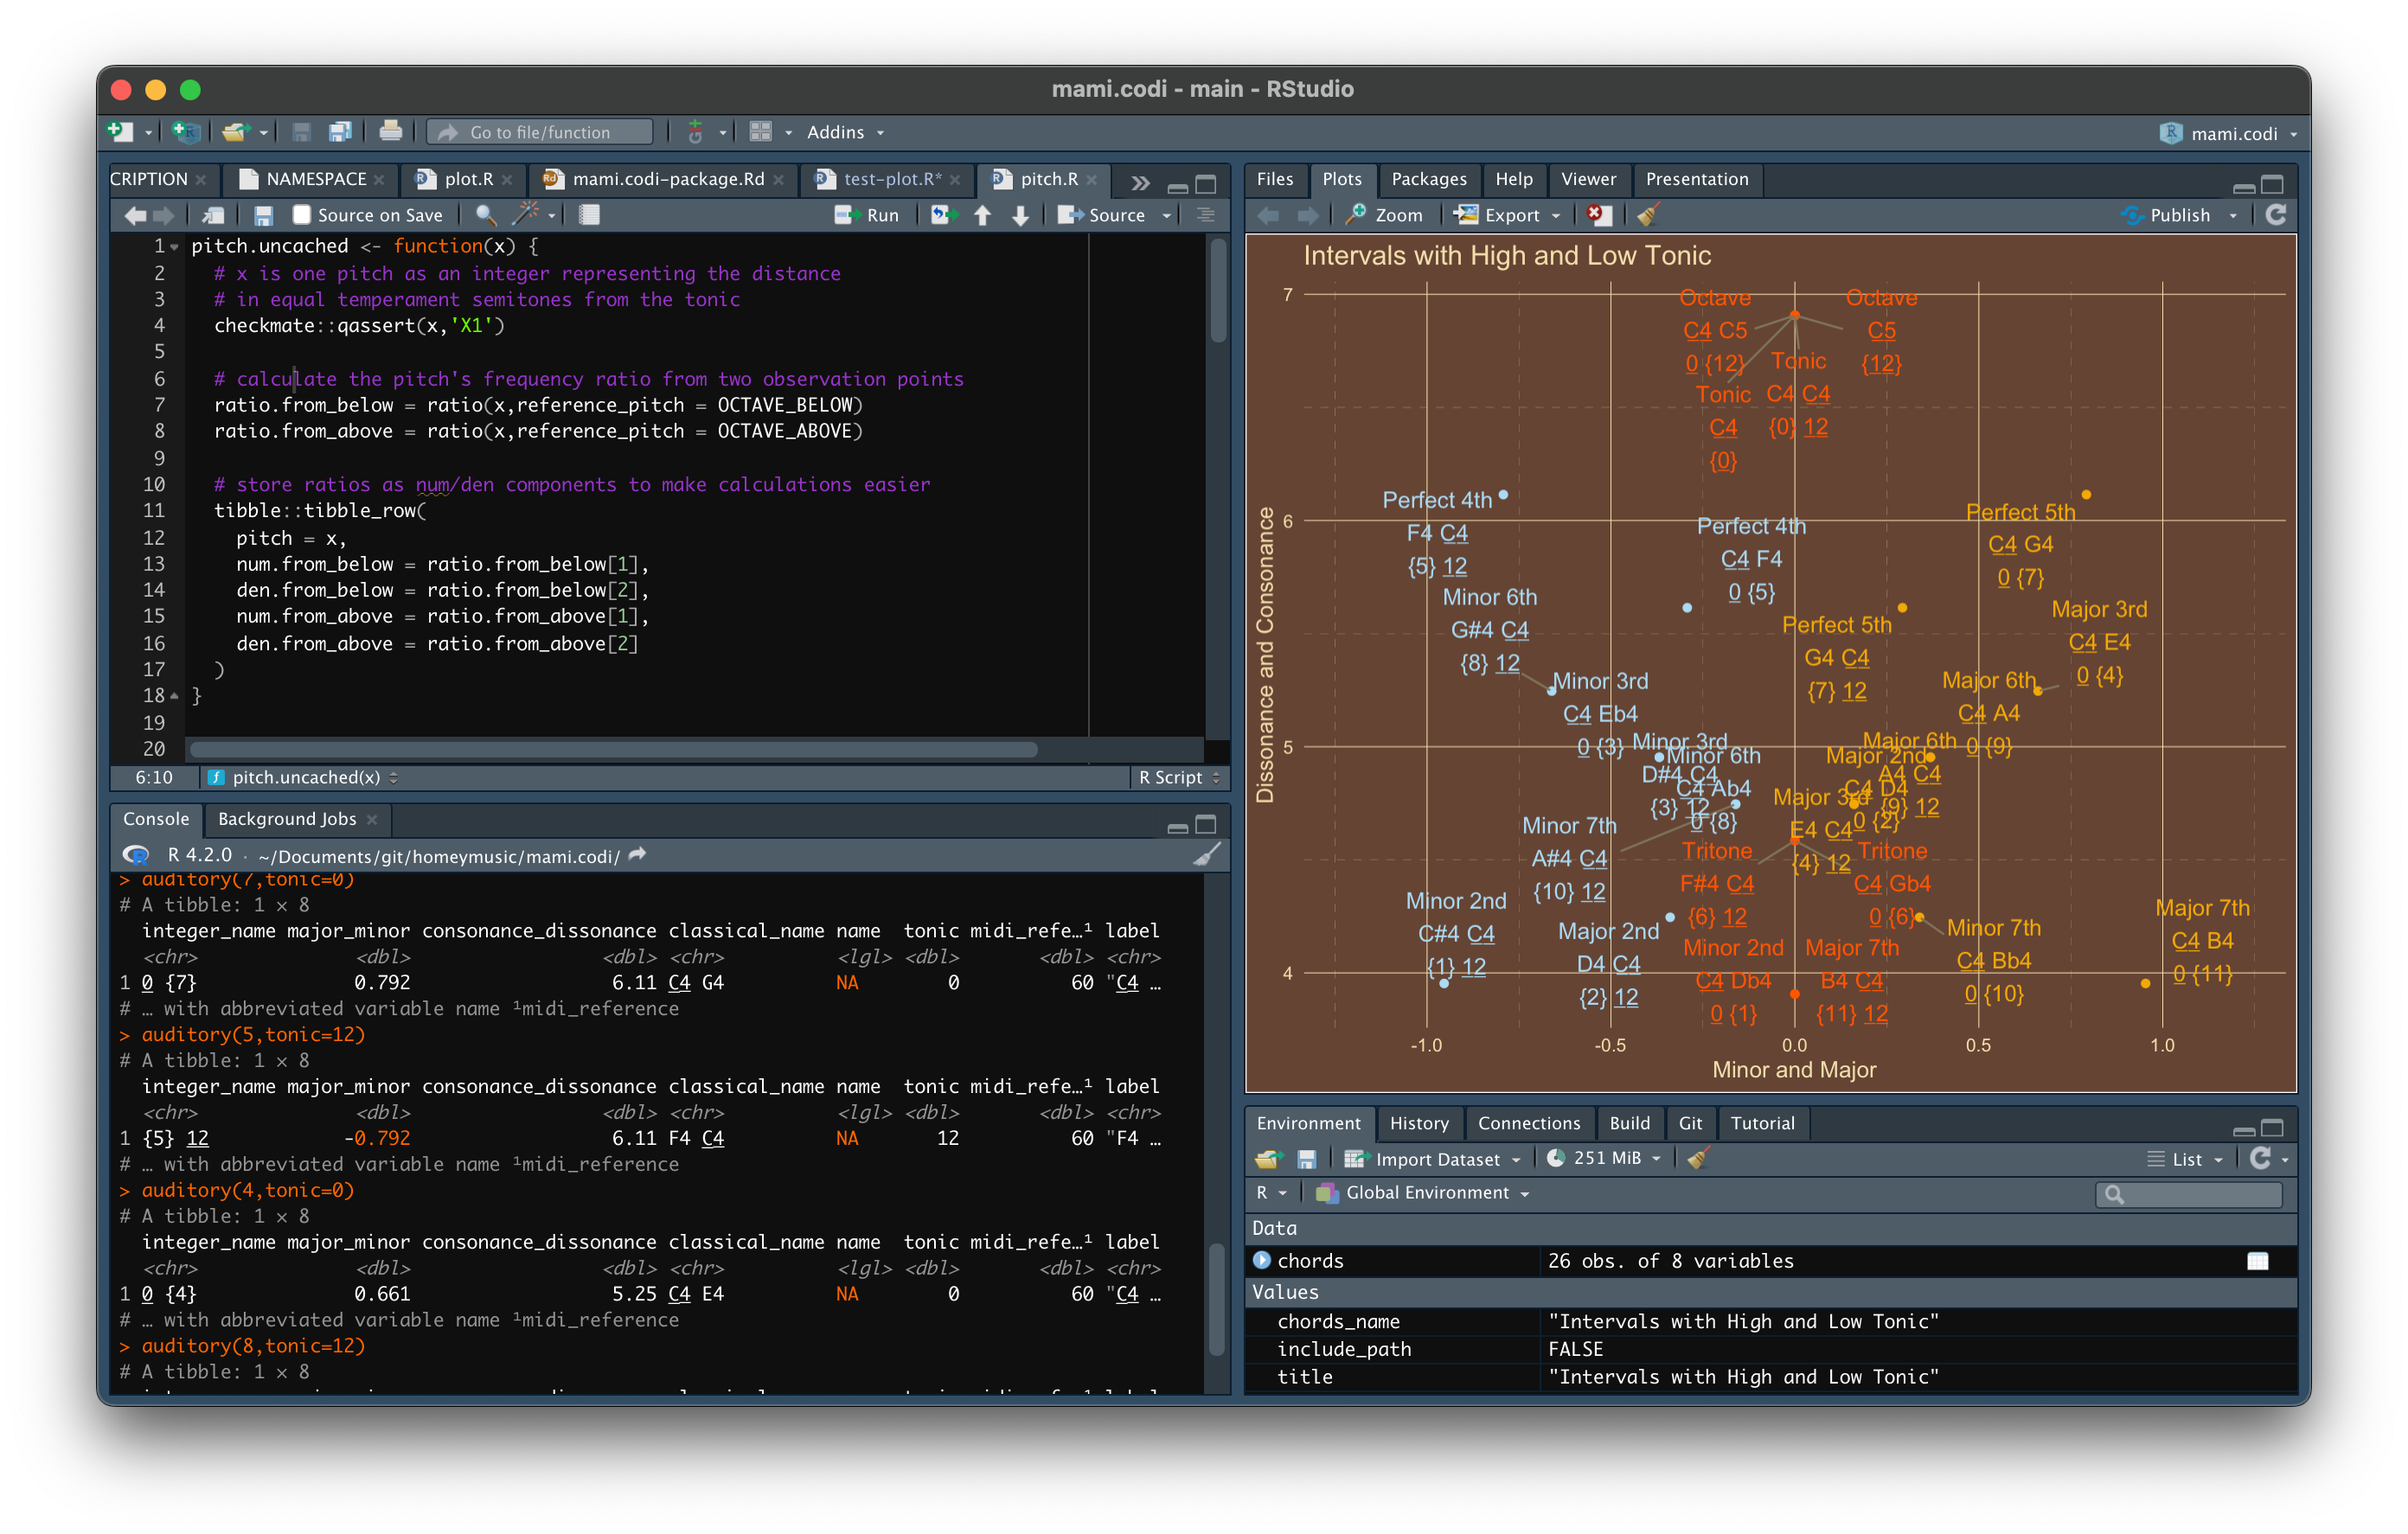 mami.codi - main - RStudio
Go to file/function
Addins
mami.codi
CRIPTION
NAMESPACE
plot.R
mami.codi-package.Rd
test-plot.R*
pitch.R
Source on Save
Run
Source
1 pitch.uncached <- function(x) {
2 # x is one pitch as an integer representing the distance
3 # in equal temperament semitones from the tonic
4 checkmate::qassert(x,'X1')
5
6 # calculate the pitch's frequency ratio from two observation points
7 ratio.from_below = ratio(x,reference_pitch = OCTAVE_BELOW)
8 ratio.from_above = ratio(x,reference_pitch = OCTAVE_ABOVE)
9
10 # store ratios as num/den components to make calculations easier
11 tibble::tibble_row(
12 pitch = x,
13 num.from_below = ratio.from_below[1],
14 den.from_below = ratio.from_below[2],
15 num.from_above = ratio.from_above[1],
16 den.from_above = ratio.from_above[2]
17 )
18 }
19
20
6:10 pitch.uncached(x) R Script
Console Background Jobs
R 4.2.0 · ~/Documents/git/homeymusic/mami.codi/
> auditory(7,tonic=0)
# A tibble: 1 × 8
integer_name major_minor consonance_dissonance classical_name name tonic midi_refe…¹ label
<chr> <dbl> <dbl> <chr> <lgl> <dbl> <dbl> <chr>
1 0 {7} 0.792 6.11 C4 G4 NA 0 60 "C4 …
# … with abbreviated variable name ¹midi_reference
> auditory(5,tonic=12)
# A tibble: 1 × 8
integer_name major_minor consonance_dissonance classical_name name tonic midi_refe…¹ label
<chr> <dbl> <dbl> <chr> <lgl> <dbl> <dbl> <chr>
1 {5} 12 -0.792 6.11 F4 C4 NA 12 60 "F4 …
# … with abbreviated variable name ¹midi_reference
> auditory(4,tonic=0)
# A tibble: 1 × 8
integer_name major_minor consonance_dissonance classical_name name tonic midi_refe…¹ label
<chr> <dbl> <dbl> <chr> <lgl> <dbl> <dbl> <chr>
1 0 {4} 0.661 5.25 C4 E4 NA 0 60 "C4 …
# … with abbreviated variable name ¹midi_reference
> auditory(8,tonic=12)
# A tibble: 1 × 8
Files Plots Packages Help Viewer Presentation
Zoom Export Publish
Intervals with High and Low Tonic
Dissonance and Consonance
7
6
5
4
Octave
C4 C5
0 {12}
Octave
C5
{12}
Tonic
C4
{0}
Tonic
C4 C4
{0} 12
Perfect 4th
F4 C4
{5} 12
Perfect 4th
C4 F4
0 {5}
Perfect 5th
C4 G4
0 {7}
Minor 6th
G#4 C4
{8} 12
Perfect 5th
G4 C4
{7} 12
Major 3rd
C4 E4
0 {4}
Minor 3rd
C4 Eb4
0 {3}
Major 6th
C4 A4
0 {9}
Minor 3rd
D#4 C4
{3} 12
Minor 6th
C4 Ab4
0 {8}
Major 6th
A4 C4
{9} 12
Major 2nd
C4 D4
0 {2}
Major 3rd
E4 C4
{4} 12
Minor 7th
A#4 C4
{10} 12
Tritone
F#4 C4
{6} 12
Tritone
C4 Gb4
0 {6}
Minor 2nd
C#4 C4
{1} 12
Major 2nd
D4 C4
{2} 12
Minor 2nd
C4 Db4
0 {1}
Major 7th
B4 C4
{11} 12
Minor 7th
C4 Bb4
0 {10}
Major 7th
C4 B4
0 {11}
-1.0 -0.5 0.0 0.5 1.0
Minor and Major
Environment History Connections Build Git Tutorial
Import Dataset 251 MiB List
R Global Environment
Data
chords 26 obs. of 8 variables
Values
chords_name "Intervals with High and Low Tonic"
include_path FALSE
title "Intervals with High and Low Tonic"